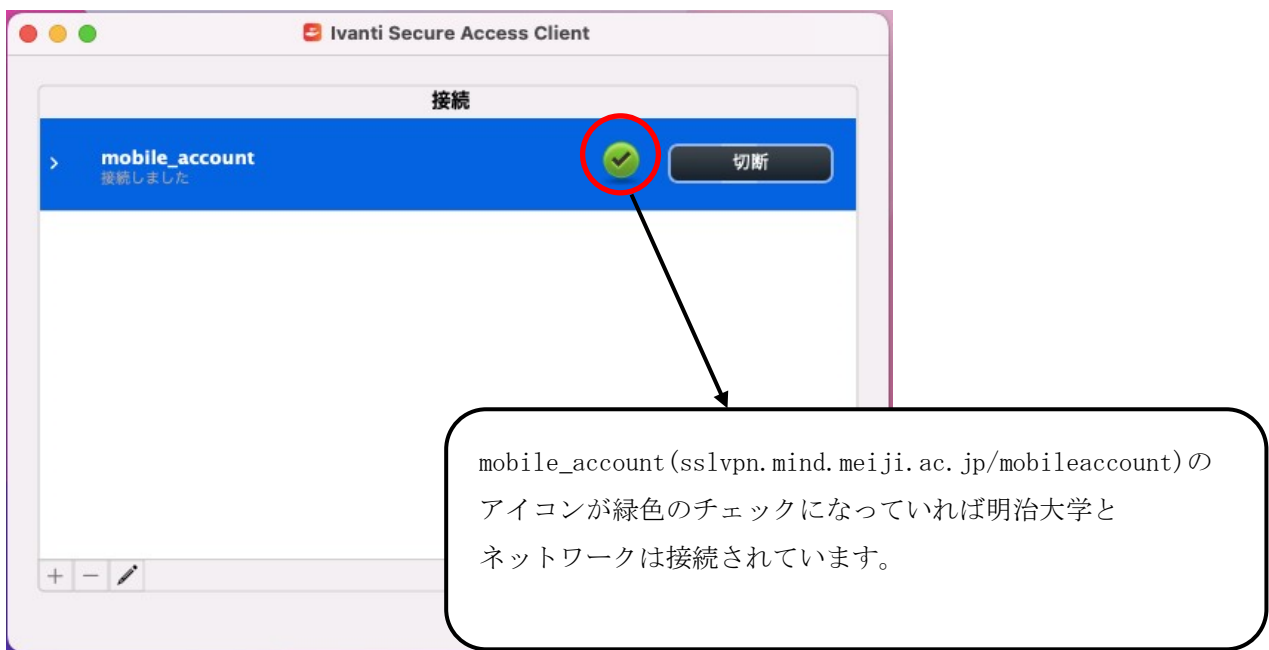 Ivanti Secure Access Client
接続
mobile_account
接続しました
切断
mobile_account(sslvpn.mind.meiji.ac.jp/mobileaccount)の
アイコンが緑色のチェックになっていれば明治大学と
ネットワークは接続されています。